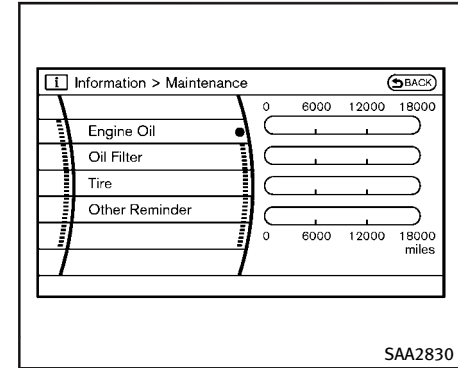 i Information > Maintenance BACK
0 6000 12000 18000
Engine Oil
Oil Filter
Tire
Other Reminder
0 6000 12000 18000
miles
SAA2830